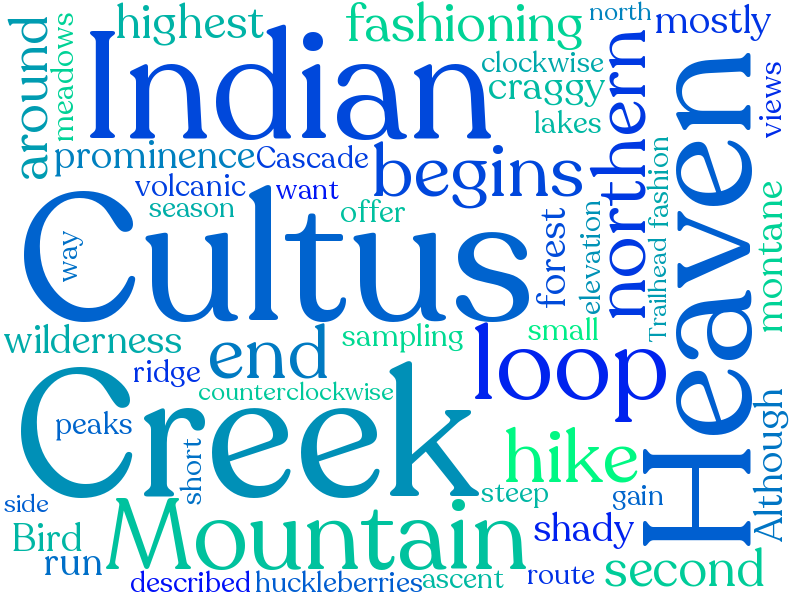 highest
fashioning
north
mostly
around
meadows
Indian
clockwise
craggy
lakes
northern
Heaven
views
prominence
Cascade
begins
volcanic
want
season
offer
Cultus
way
forest
elevation
Trailhead
fashion
montane
wilderness
end
sampling
small
loop
ridge
counterclockwise
Creek
peaks
short
hike
Although
side
steep
gain
Bird
Mountain
shady
run
described
huckleberries
ascent
route
second